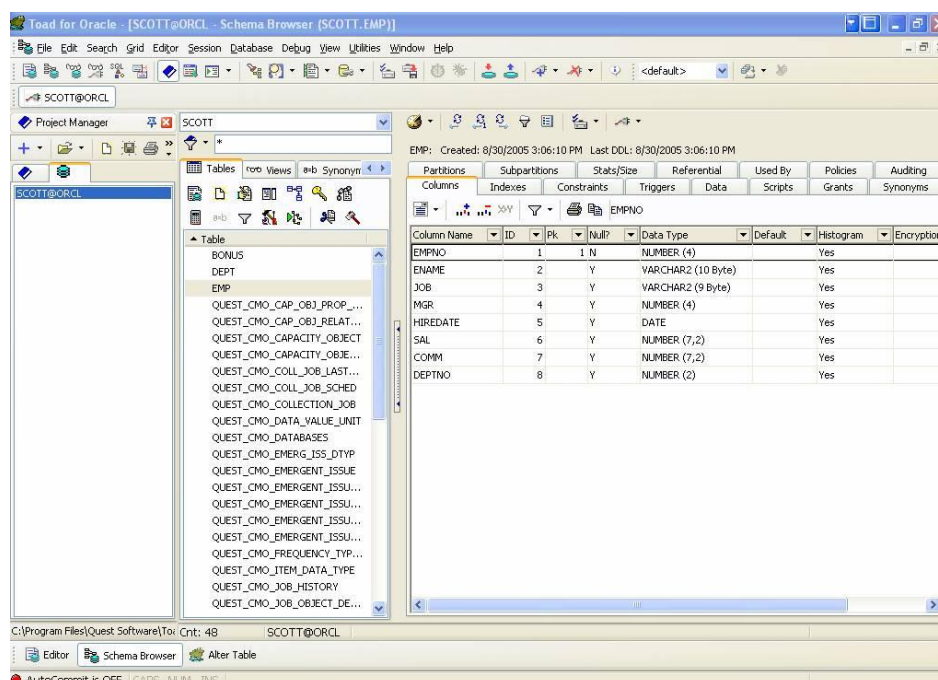 Toad for Oracle - [SCOTT@ORCL - Schema Browser (SCOTT.EMP)]
File Edit Search Grid Editor Session Database Debug View Utilities Window Help
<default>
SCOTT@ORCL
Project Manager
SCOTT
*
EMP: Created: 8/30/2005 3:06:10 PM Last DDL: 8/30/2005 3:06:10 PM
Tables Views Synonym
Partitions Subpartitions Stats/Size Referential Used By Policies Auditing
Columns Indexes Constraints Triggers Data Scripts Grants Synonyms
SCOTT@ORCL
EMPNO
Table
BONUS
DEPT
EMP
QUEST_CMO_CAP_OBJ_PROP_...
QUEST_CMO_CAP_OBJ_RELAT...
QUEST_CMO_CAPACITY_OBJECT
QUEST_CMO_CAPACITY_OBJE...
QUEST_CMO_COLL_JOB_LAST...
QUEST_CMO_COLL_JOB_SCHED
QUEST_CMO_COLLECTION_JOB
QUEST_CMO_DATA_VALUE_UNIT
QUEST_CMO_DATABASES
QUEST_CMO_EMERG_ISS_DTYP
QUEST_CMO_EMERGENT_ISSUE
QUEST_CMO_EMERGENT_ISSU...
QUEST_CMO_EMERGENT_ISSU...
QUEST_CMO_EMERGENT_ISSU...
QUEST_CMO_EMERGENT_ISSU...
QUEST_CMO_FREQUENCY_TYP...
QUEST_CMO_ITEM_DATA_TYPE
QUEST_CMO_JOB_HISTORY
QUEST_CMO_JOB_OBJECT_DE...
Column Name ID Pk Null? Data Type Default Histogram Encryption
EMPNO 1 1 N NUMBER (4) Yes
ENAME 2 Y VARCHAR2 (10 Byte) Yes
JOB 3 Y VARCHAR2 (9 Byte) Yes
MGR 4 Y NUMBER (4) Yes
HIREDATE 5 Y DATE Yes
SAL 6 Y NUMBER (7,2) Yes
COMM 7 Y NUMBER (7,2) Yes
DEPTNO 8 Y NUMBER (2) Yes
C:\Program Files\Quest Software\Toa Cnt: 48 SCOTT@ORCL
Editor Schema Browser Alter Table
AutoCommit is OFF CAPS NUM INS